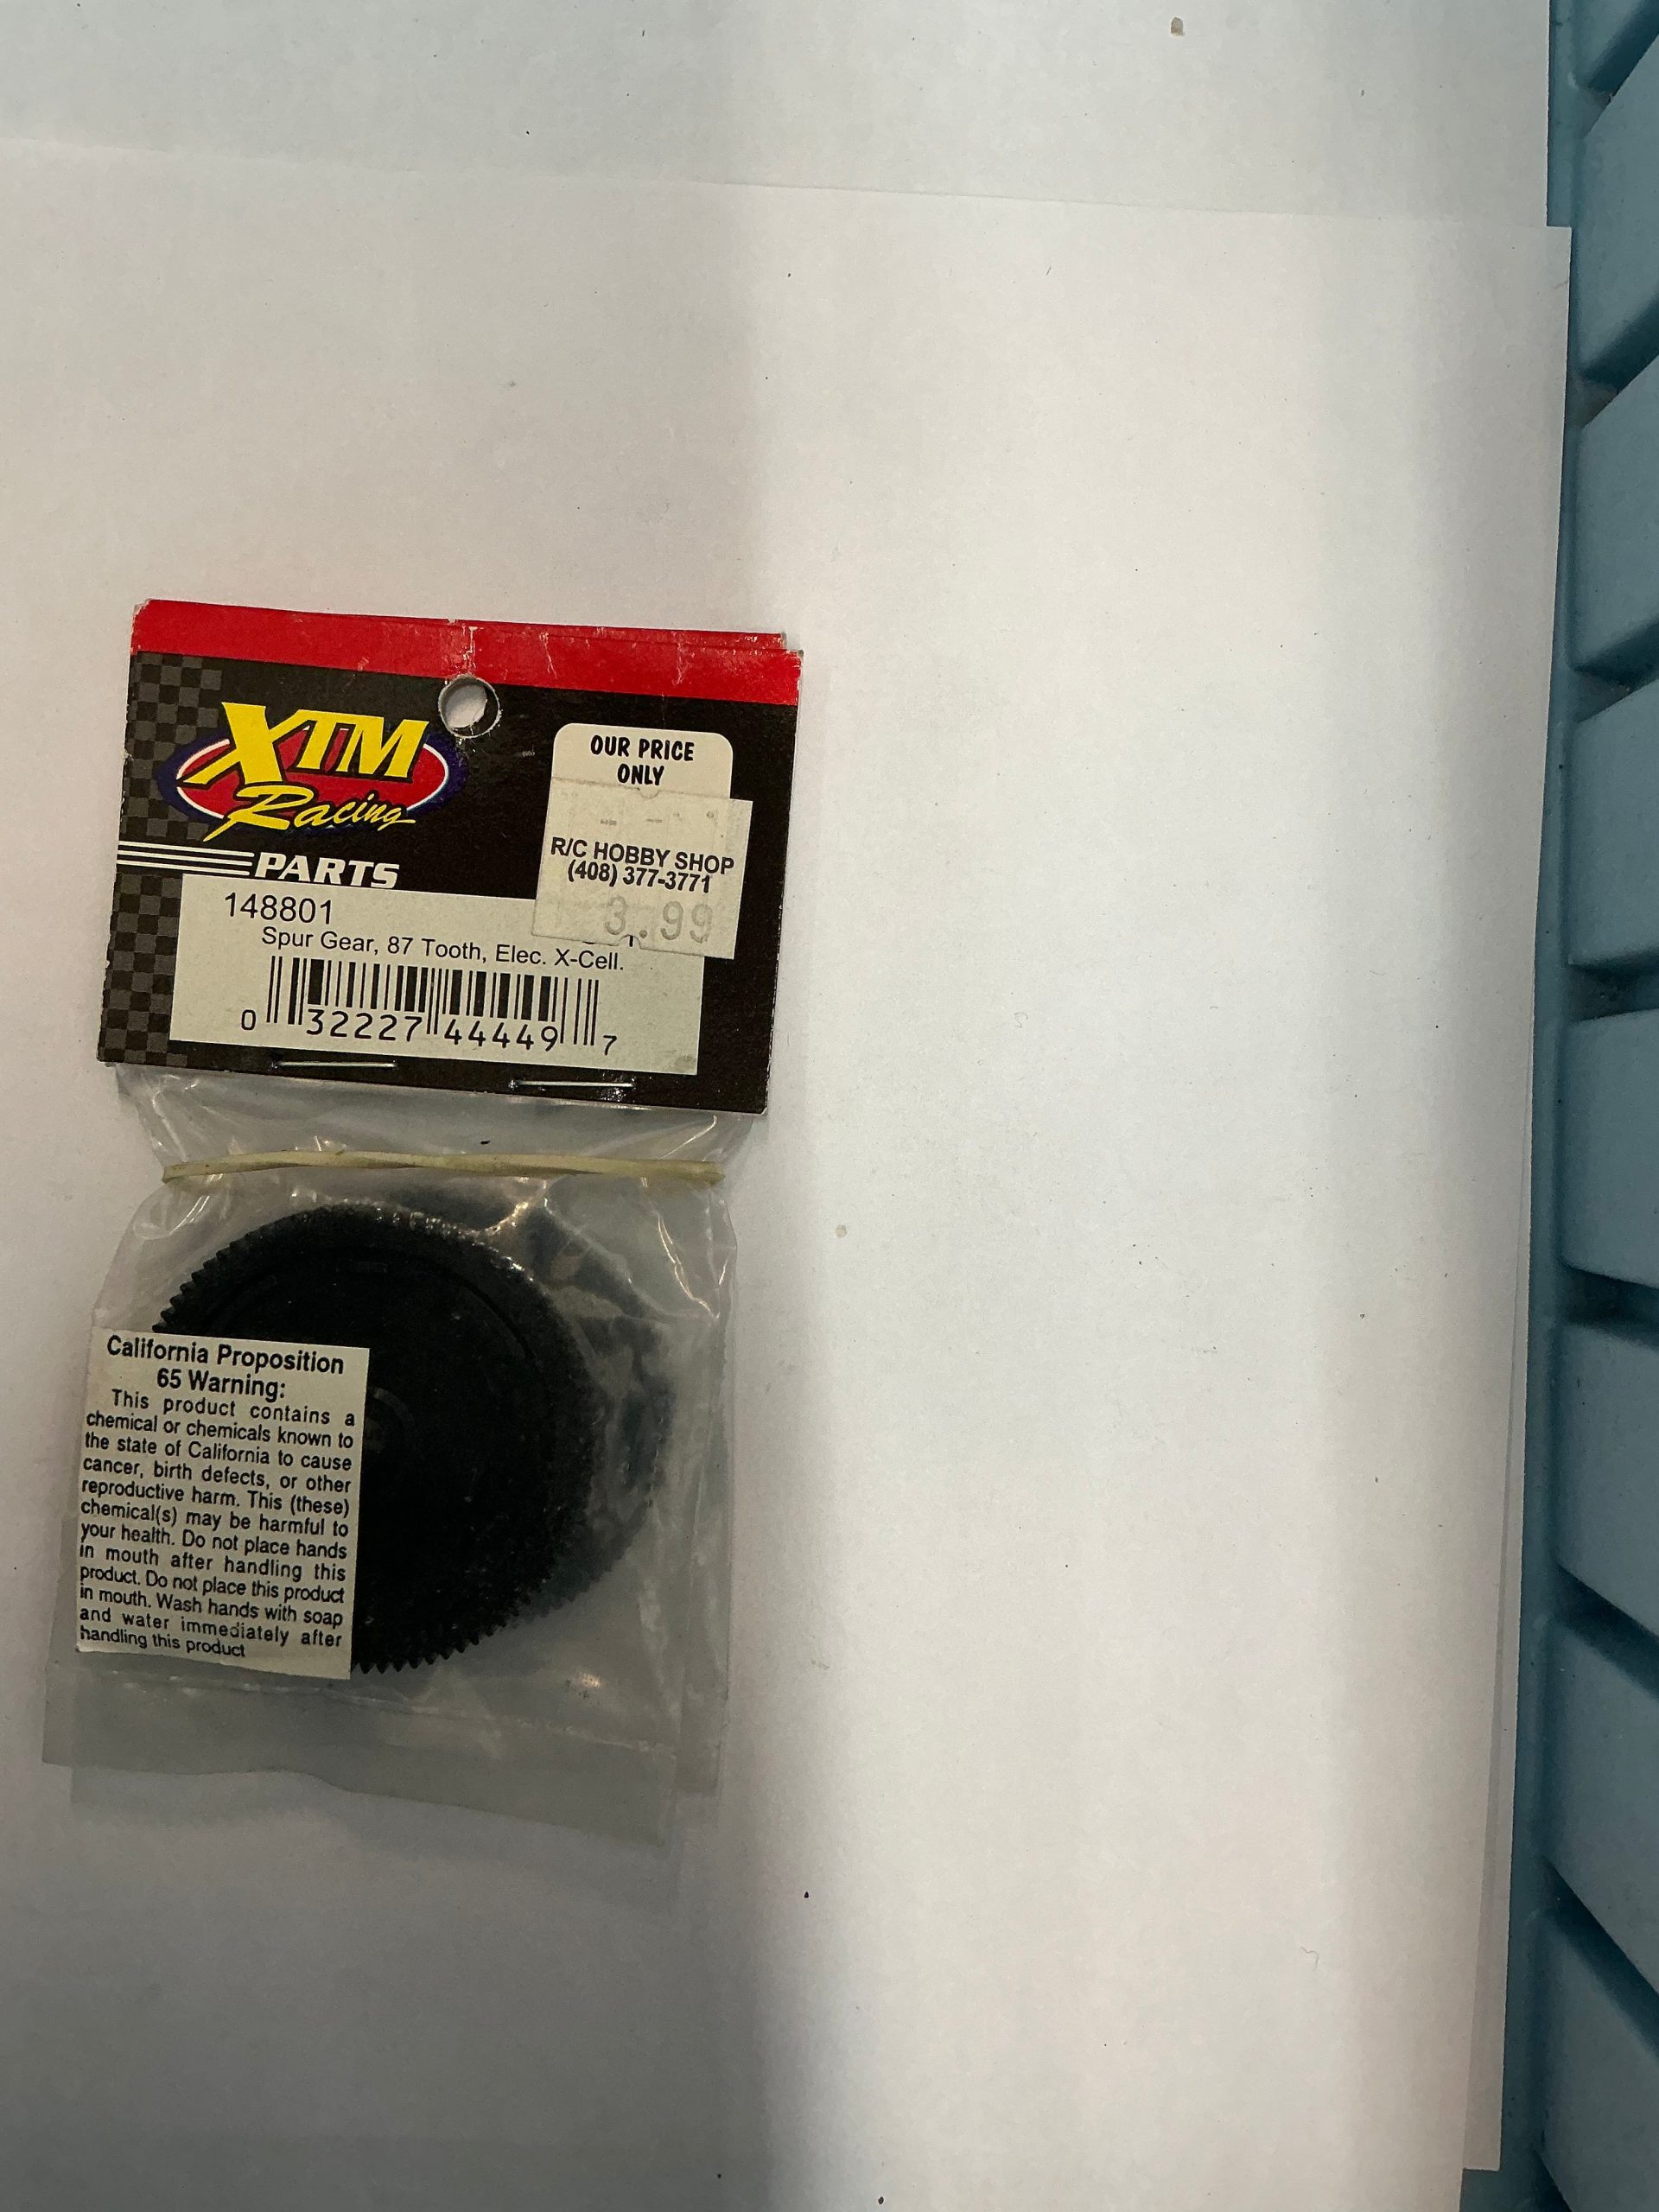 XTM
Racing
PARTS
OUR PRICE
ONLY
R/C HOBBY SHOP
(408) 377-3771
3.99
148801
Spur Gear, 87 Tooth, Elec. X-Cell.
0 32227 44449 7
California Proposition
65 Warning:
This product contains a
chemical or chemicals known to
the state of California to cause
cancer, birth defects, or other
reproductive harm. This (these)
chemical(s) may be harmful to
your health. Do not place hands
in mouth after handling this
product. Do not place this product
in mouth. Wash hands with soap
and water immediately after
handling this product